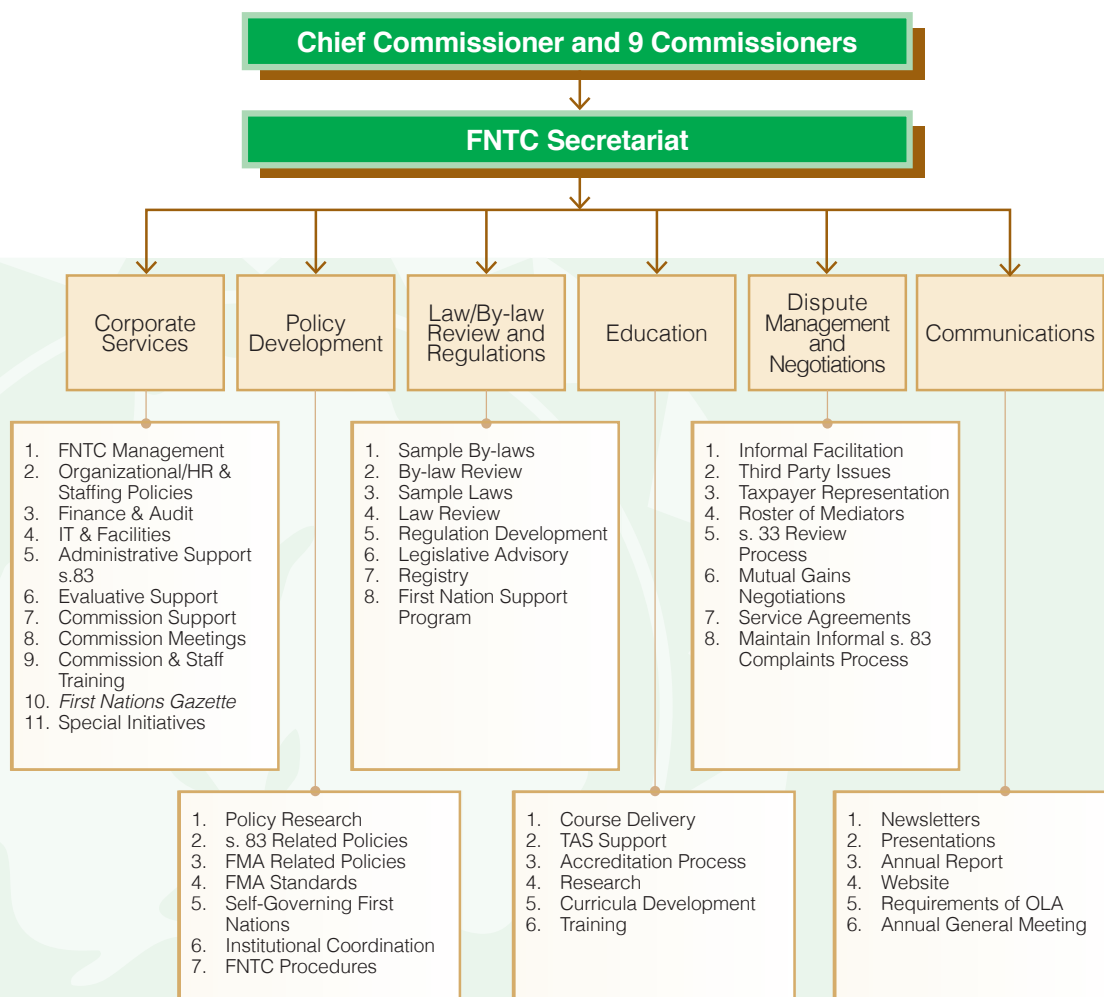 Chief Commissioner and 9 Commissioners
FNTC Secretariat
Corporate
Services
Policy
Development
Law/By-law
Review and
Regulations
Education
Dispute
Management
and
Negotiations
Communications
1. FNTC Management
2. Organizational/HR &
Staffing Policies
3. Finance & Audit
4. IT & Facilities
5. Administrative Support
s.83
6. Evaluative Support
7. Commission Support
8. Commission Meetings
9. Commission & Staff
Training
10. First Nations Gazette
11. Special Initiatives
1. Sample By-laws
2. By-law Review
3. Sample Laws
4. Law Review
5. Regulation Development
6. Legislative Advisory
7. Registry
8. First Nation Support
Program
1. Informal Facilitation
2. Third Party Issues
3. Taxpayer Representation
4. Roster of Mediators
5. s. 33 Review
Process
6. Mutual Gains
Negotiations
7. Service Agreements
8. Maintain Informal s. 83
Complaints Process
1. Policy Research
2. s. 83 Related Policies
3. FMA Related Policies
4. FMA Standards
5. Self-Governing First
Nations
6. Institutional Coordination
7. FNTC Procedures
1. Course Delivery
2. TAS Support
3. Accreditation Process
4. Research
5. Curricula Development
6. Training
1. Newsletters
2. Presentations
3. Annual Report
4. Website
5. Requirements of OLA
6. Annual General Meeting